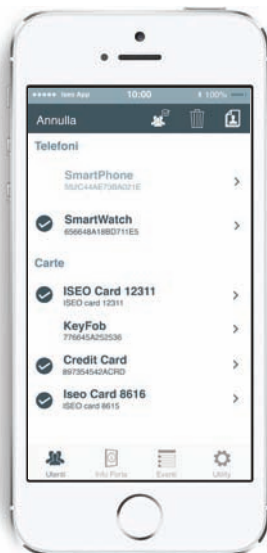 Iseo App 10:00 100%
Annulla
Telefoni
SmartPhone
552C44AE73BA021E
SmartWatch
656648A18BD711E5
Carte
ISEO Card 12311
ISEO card 12311
KeyFob
776645A252536
Credit Card
897354542ACRD
Iseo Card 8616
ISEO card 8615
Utenti Info Porta Eventi Utility